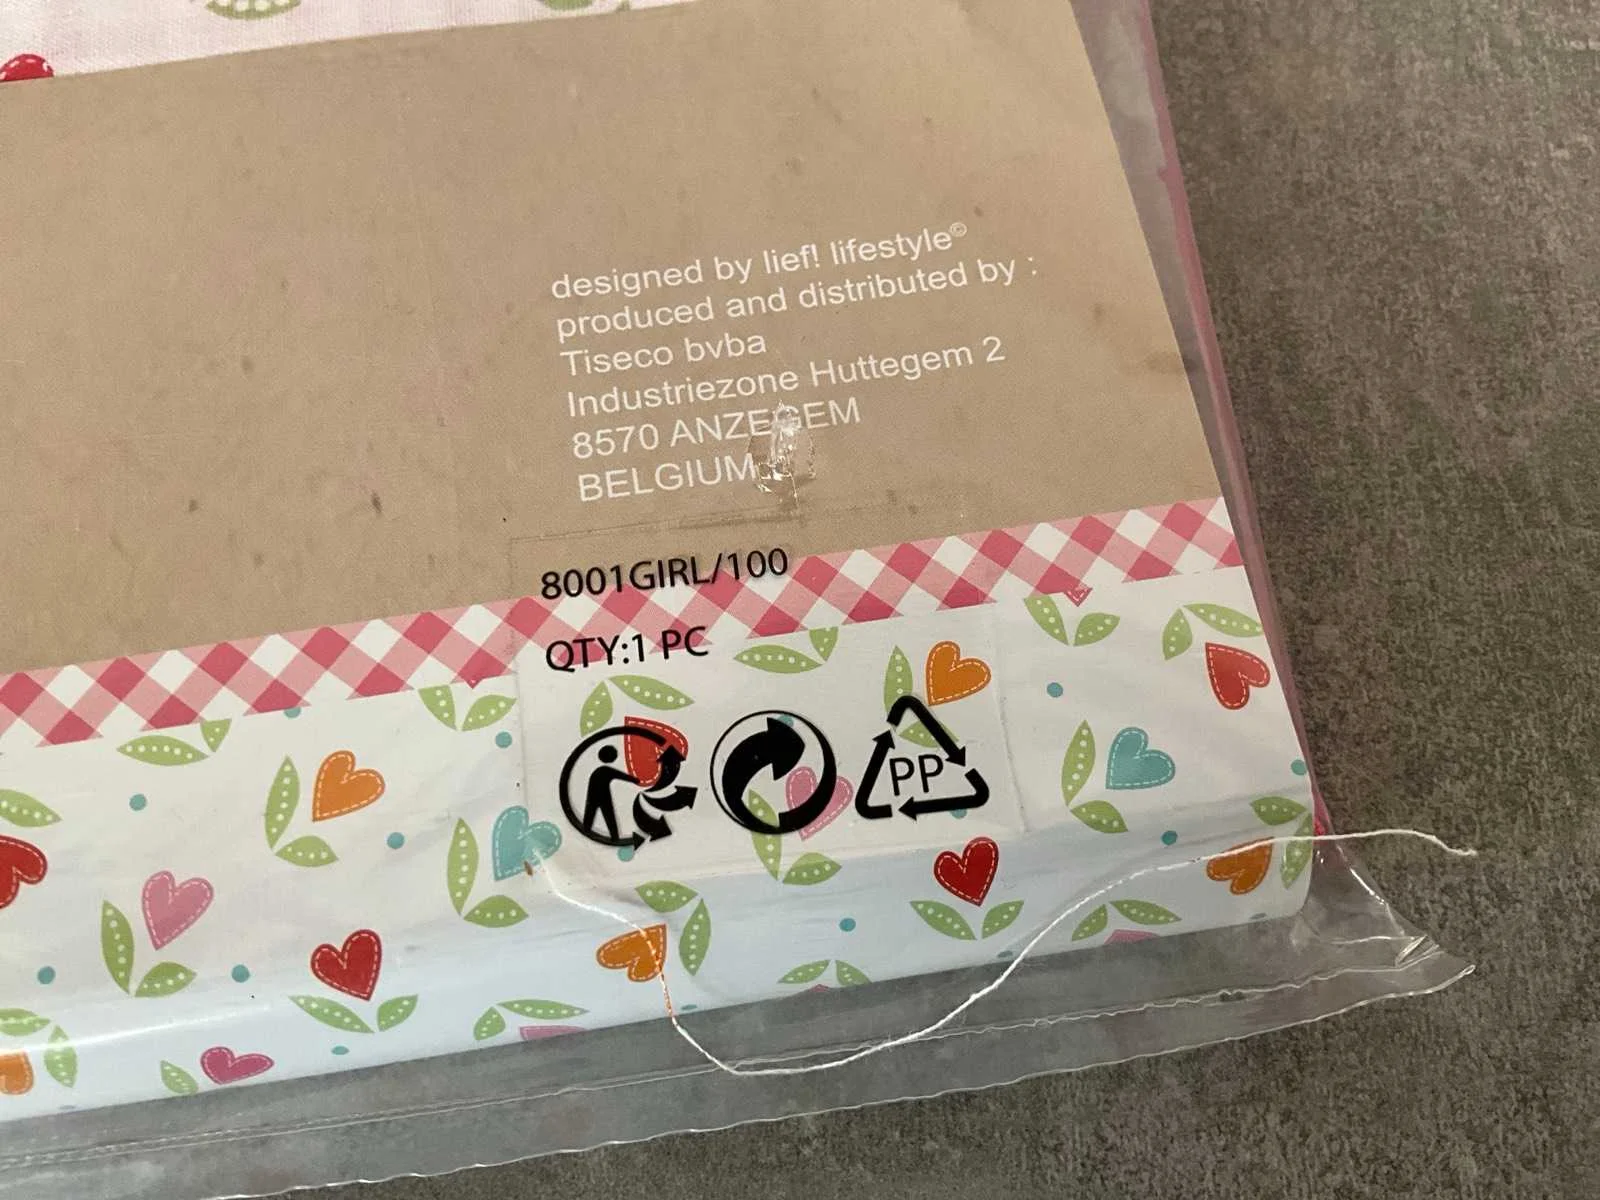 designed by lief! lifestyle©
produced and distributed by :
Tiseco bvba
Industriezone Huttegem 2
8570 ANZEGEM
BELGIUM
8001GIRL/100
QTY:1 PC
PP